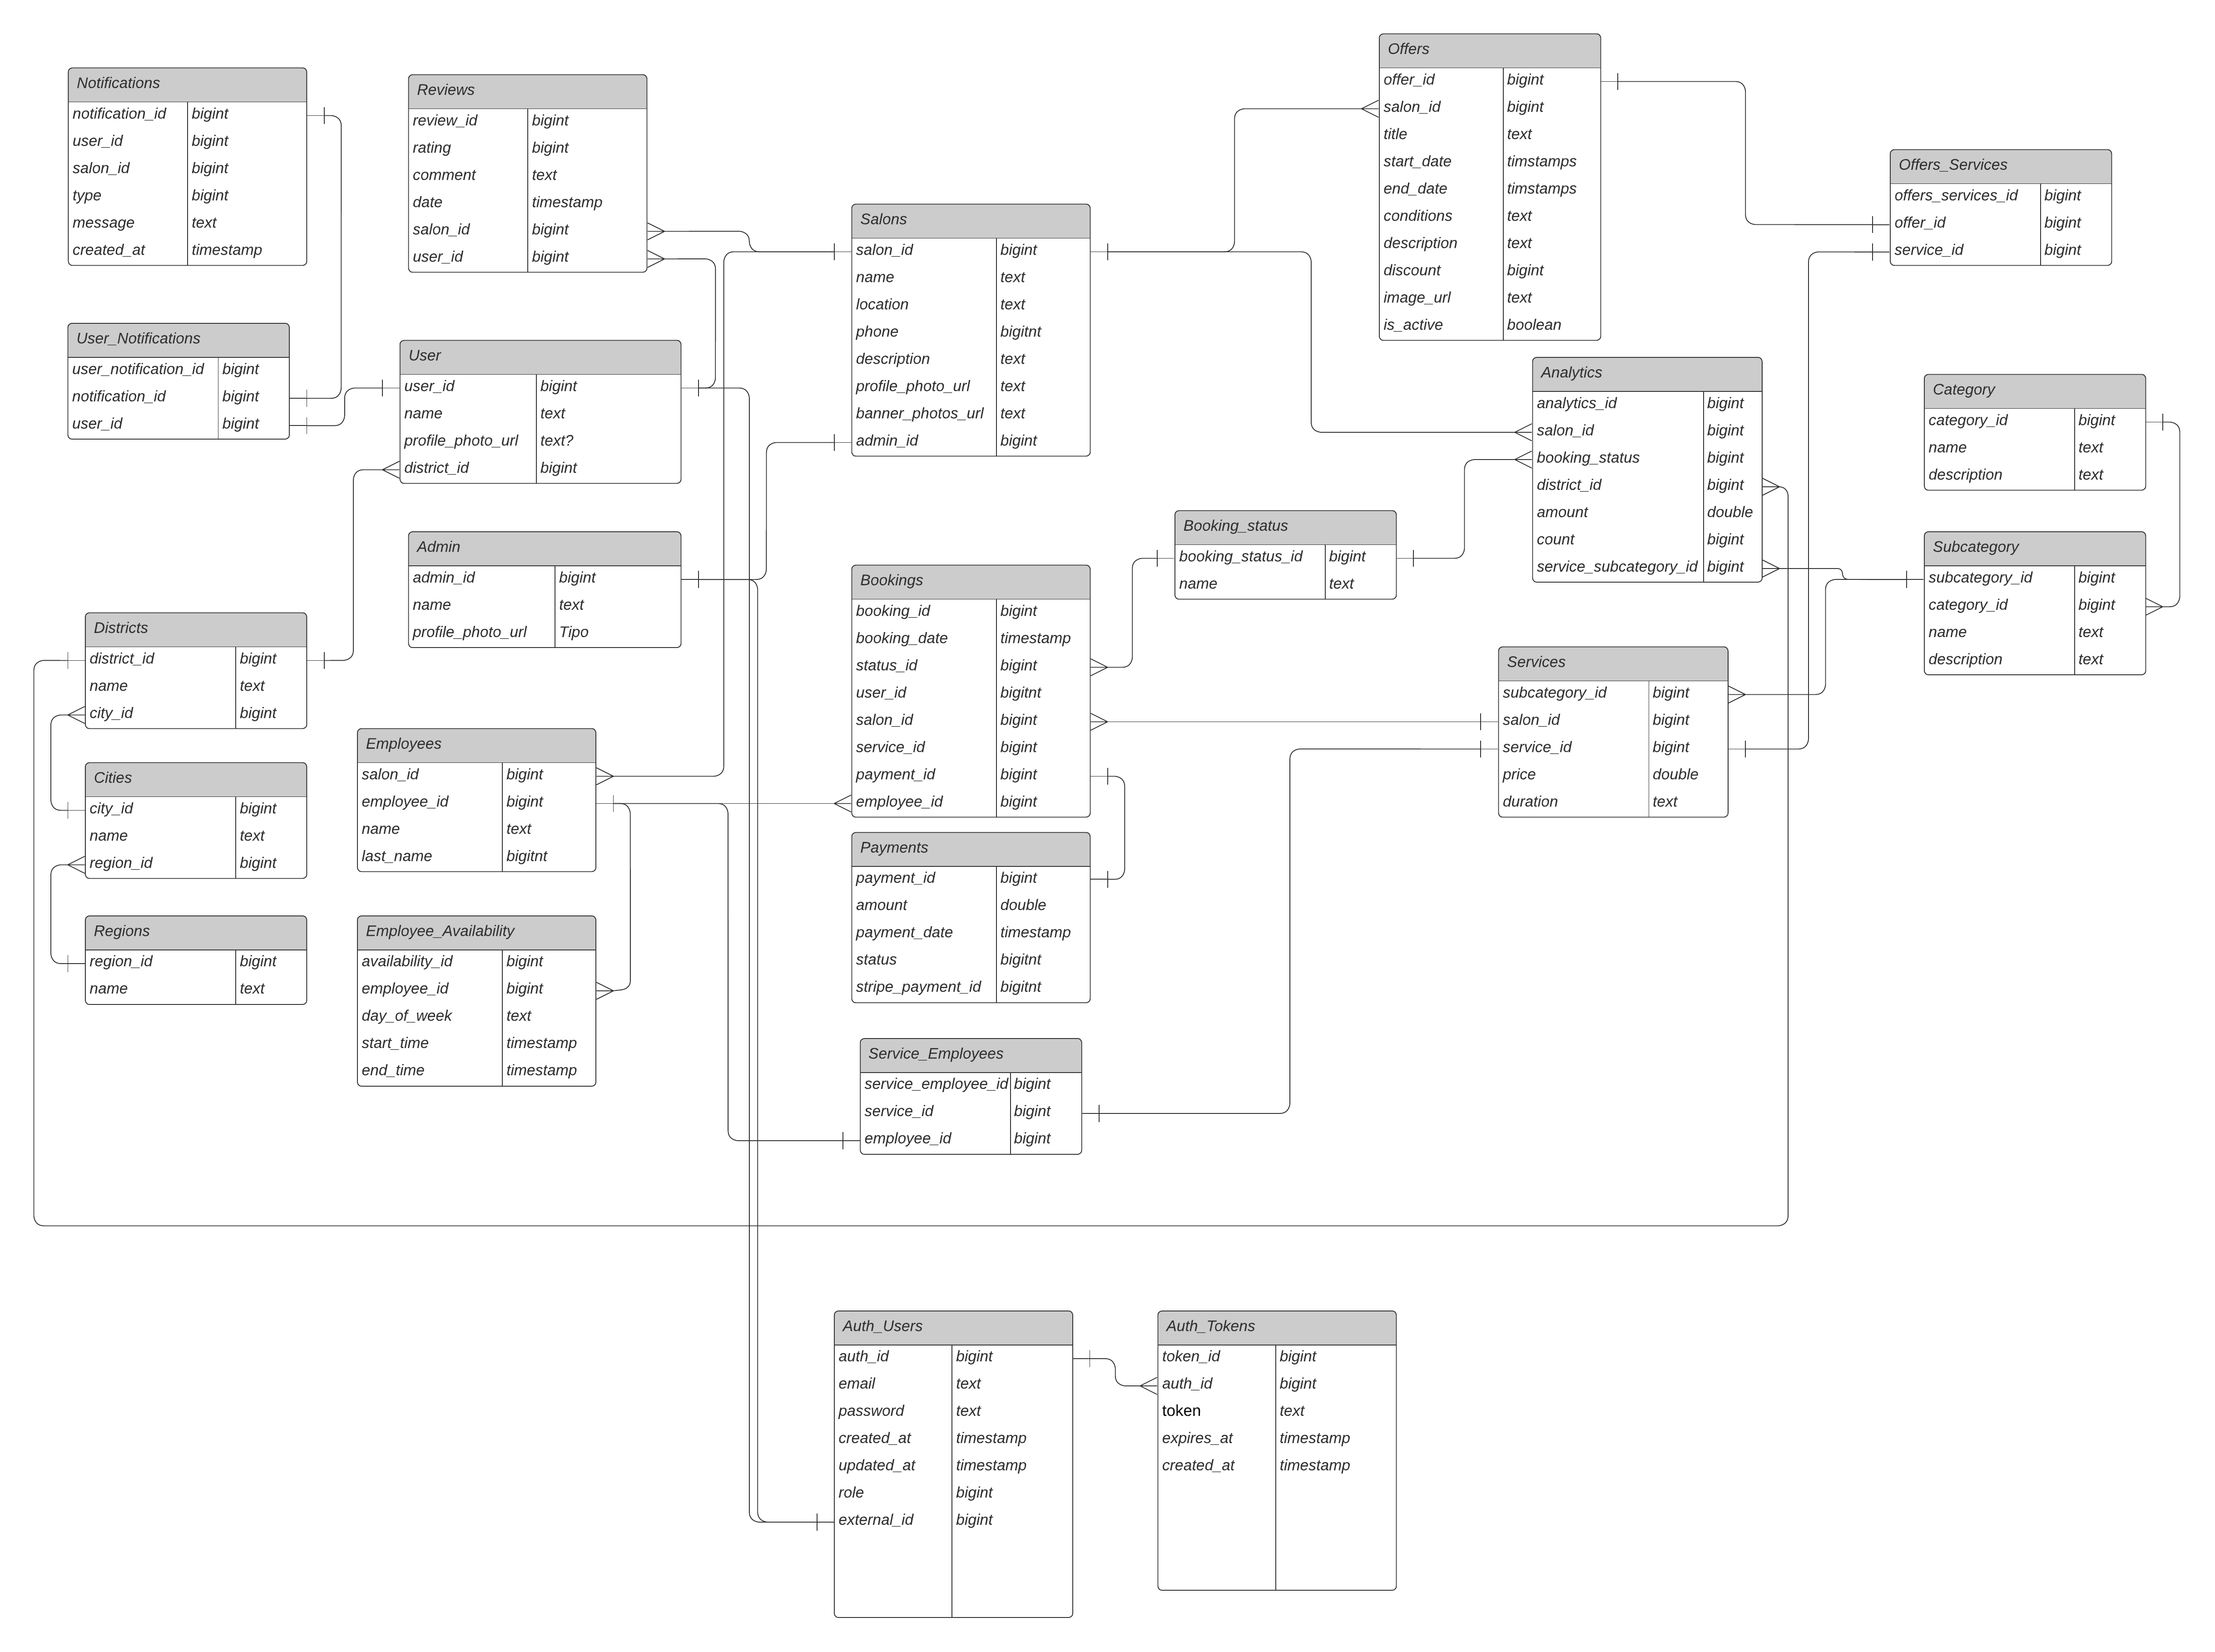 Notifications
notification_id bigint
user_id bigint
salon_id bigint
type bigint
message text
created_at timestamp
Reviews
review_id bigint
rating bigint
comment text
date timestamp
salon_id bigint
user_id bigint
Salons
salon_id bigint
name text
location text
phone bigitnt
description text
profile_photo_url text
banner_photos_url text
admin_id bigint
Offers
offer_id bigint
salon_id bigint
title text
start_date timstamps
end_date timstamps
conditions text
description text
discount bigint
image_url text
is_active boolean
Offers_Services
offers_services_id bigint
offer_id bigint
service_id bigint
User_Notifications
user_notification_id bigint
notification_id bigint
user_id bigint
User
user_id bigint
name text
profile_photo_url text?
district_id bigint
Analytics
analytics_id bigint
salon_id bigint
booking_status bigint
district_id bigint
amount double
count bigint
service_subcategory_id bigint
Category
category_id bigint
name text
description text
Admin
admin_id bigint
name text
profile_photo_url Tipo
Booking_status
booking_status_id bigint
name text
Subcategory
subcategory_id bigint
category_id bigint
name text
description text
Districts
district_id bigint
name text
city_id bigint
Bookings
booking_id bigint
booking_date timestamp
status_id bigint
user_id bigitnt
salon_id bigint
service_id bigint
payment_id bigint
employee_id bigint
Services
subcategory_id bigint
salon_id bigint
service_id bigint
price double
duration text
Cities
city_id bigint
name text
region_id bigint
Employees
salon_id bigint
employee_id bigint
name text
last_name bigitnt
Payments
payment_id bigint
amount double
payment_date timestamp
status bigitnt
stripe_payment_id bigitnt
Regions
region_id bigint
name text
Employee_Availability
availability_id bigint
employee_id bigint
day_of_week text
start_time timestamp
end_time timestamp
Service_Employees
service_employee_id bigint
service_id bigint
employee_id bigint
Auth_Users
auth_id bigint
email text
password text
created_at timestamp
updated_at timestamp
role bigint
external_id bigint
Auth_Tokens
token_id bigint
auth_id bigint
token text
expires_at timestamp
created_at timestamp